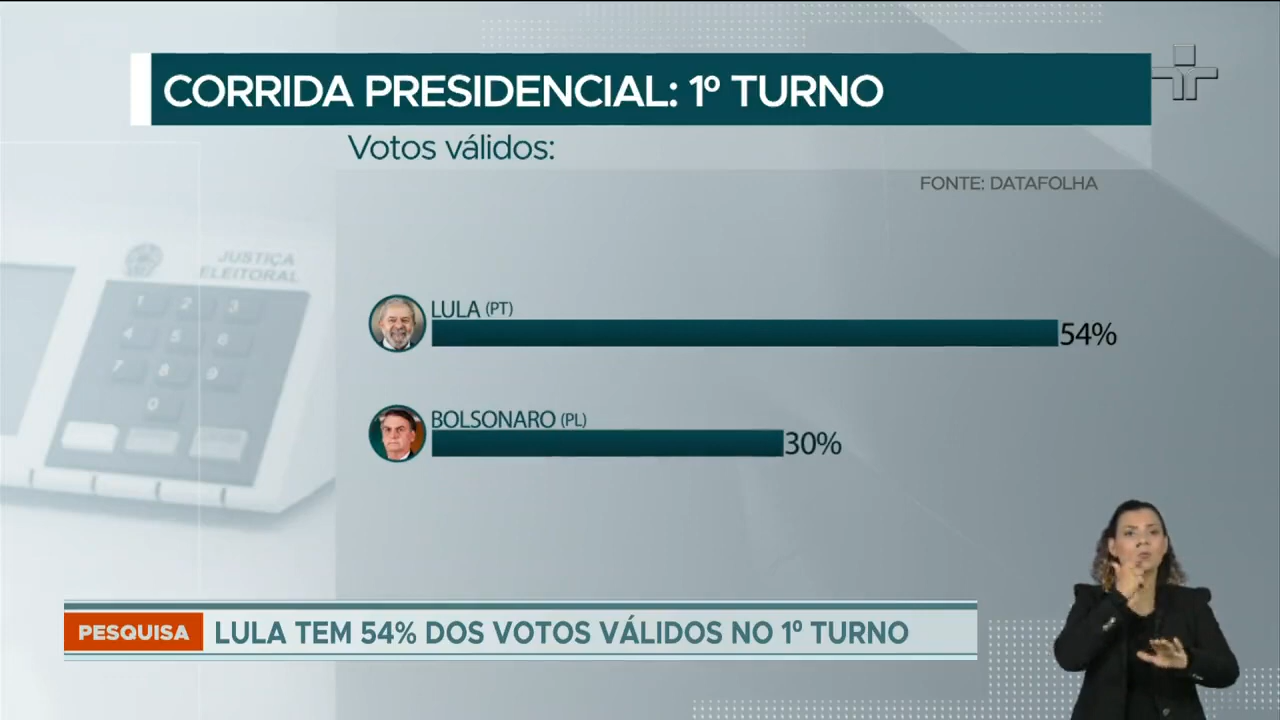 CORRIDA PRESIDENCIAL: 1º TURNO
Votos válidos:
FONTE: DATAFOLHA
JUSTIÇA
ELEITORAL
1 2 3
4 5 6
7 8 9
0
LULA (PT)
54%
BOLSONARO (PL)
30%
PESQUISA LULA TEM 54% DOS VOTOS VÁLIDOS NO 1º TURNO